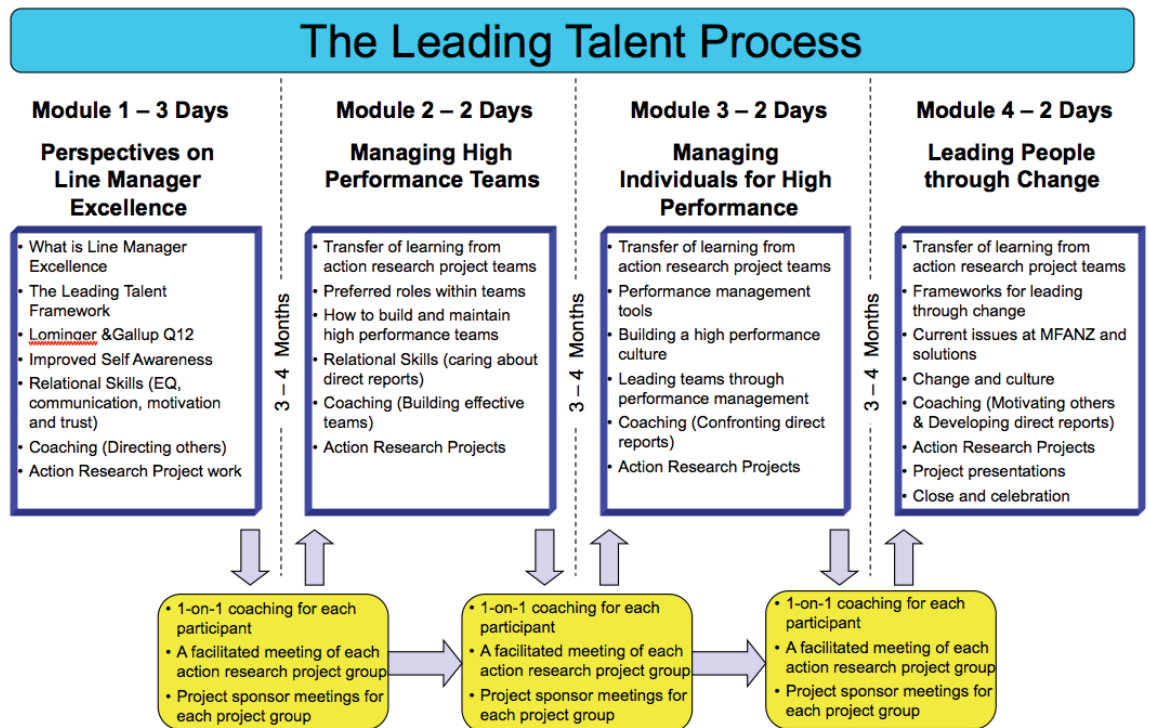 The Leading Talent Process
Module 1 – 3 Days
Perspectives on
Line Manager
Excellence
• What is Line Manager
Excellence
• The Leading Talent
Framework
• Lominger &Gallup Q12
• Improved Self Awareness
• Relational Skills (EQ,
communication, motivation
and trust)
• Coaching (Directing others)
• Action Research Project work
3 – 4 Months
Module 2 – 2 Days
Managing High
Performance Teams
• Transfer of learning from
action research project teams
• Preferred roles within teams
• How to build and maintain
high performance teams
• Relational Skills (caring about
direct reports)
• Coaching (Building effective
teams)
• Action Research Projects
3 – 4 Months
Module 3 – 2 Days
Managing
Individuals for High
Performance
• Transfer of learning from
action research project teams
• Performance management
tools
• Building a high performance
culture
• Leading teams through
performance management
• Coaching (Confronting direct
reports)
• Action Research Projects
3 – 4 Months
Module 4 – 2 Days
Leading People
through Change
• Transfer of learning from
action research project teams
• Frameworks for leading
through change
• Current issues at MFANZ and
solutions
• Change and culture
• Coaching (Motivating others
& Developing direct reports)
• Action Research Projects
• Project presentations
• Close and celebration
• 1-on-1 coaching for each
participant
• A facilitated meeting of each
action research project group
• Project sponsor meetings for
each project group
• 1-on-1 coaching for each
participant
• A facilitated meeting of each
action research project group
• Project sponsor meetings for
each project group
• 1-on-1 coaching for each
participant
• A facilitated meeting of each
action research project group
• Project sponsor meetings for
each project group